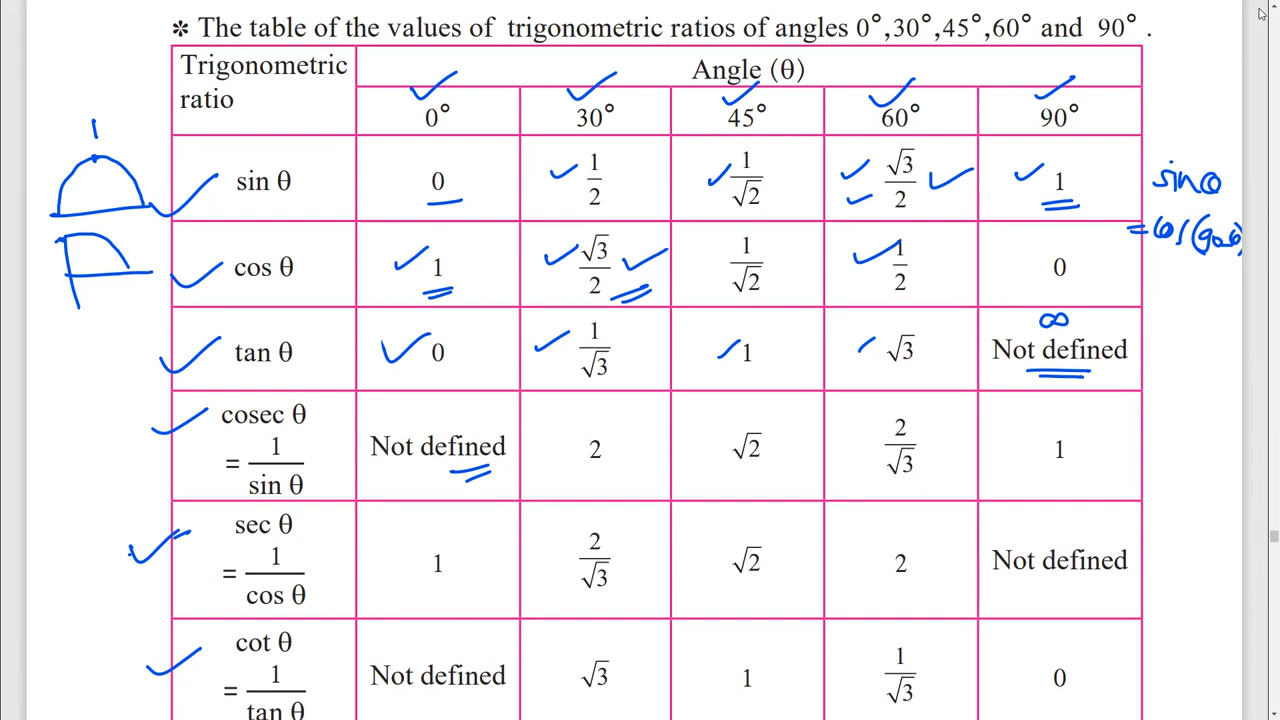 * The table of the values of trigonometric ratios of angles 0°,30°,45°,60° and 90° .
Trigonometric ratio Angle (θ)
0° 30° 45° 60° 90°
1
sin θ 0 1/2 1/√2 √3/2 1
sinθ
= cos(90-θ)
cos θ 1 √3/2 1/√2 1/2 0
∞
tan θ 0 1/√3 1 √3 Not defined
cosec θ = 1/sin θ Not defined 2 √2 2/√3 1
sec θ = 1/cos θ 1 2/√3 √2 2 Not defined
cot θ = 1/tan θ Not defined √3 1 1/√3 0